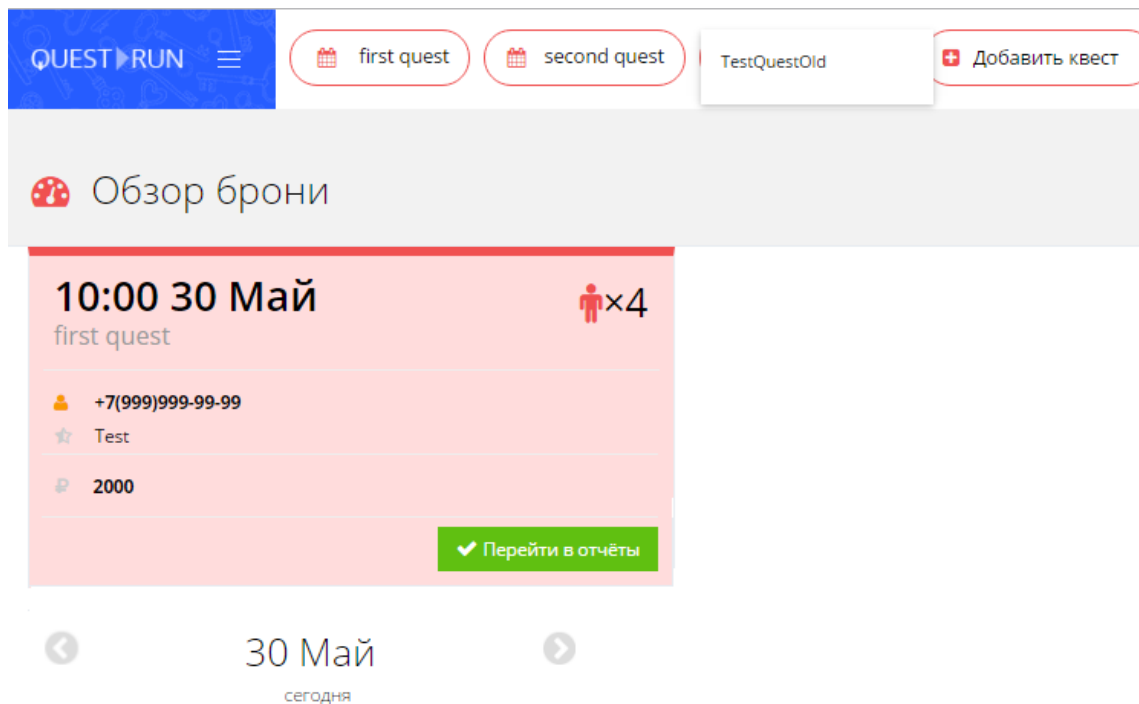 QUEST RUN
first quest
second quest
TestQuestOld
Добавить квест
Обзор брони
10:00 30 Май
×4
first quest
+7(999)999-99-99
Test
2000
Перейти в отчёты
30 Май
сегодня